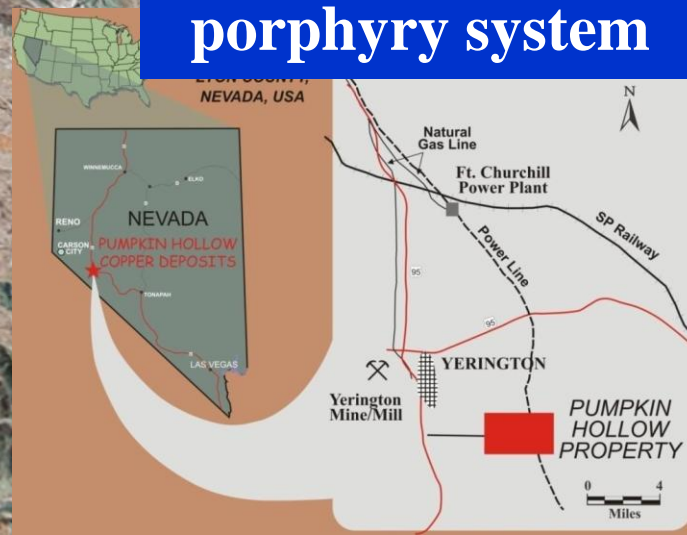 porphyry system
LYON COUNTY,
NEVADA, USA
WINNEMUCCA
ELKO
RENO
NEVADA
CARSON
CITY
PUMPKIN HOLLOW
COPPER DEPOSITS
TONAPAH
LAS VEGAS
N
Natural
Gas Line
Ft. Churchill
Power Plant
SP Railway
Power Line
95
95
YERINGTON
Yerington
Mine/Mill
PUMPKIN
HOLLOW
PROPERTY
0 4
Miles